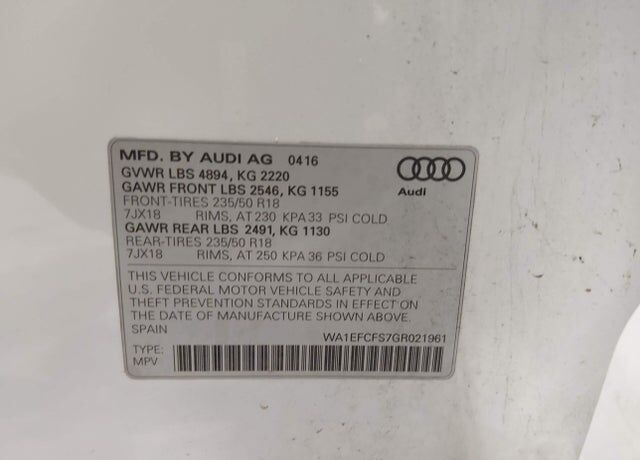 MFD. BY AUDI AG 0416
GVWR LBS 4894, KG 2220
GAWR FRONT LBS 2546, KG 1155
FRONT-TIRES 235/50 R18
7JX18 RIMS, AT 230 KPA 33 PSI COLD
GAWR REAR LBS 2491, KG 1130
REAR-TIRES 235/50 R18
7JX18 RIMS, AT 250 KPA 36 PSI COLD
Audi
THIS VEHICLE CONFORMS TO ALL APPLICABLE
U.S. FEDERAL MOTOR VEHICLE SAFETY AND
THEFT PREVENTION STANDARDS IN EFFECT ON
THE DATE OF MANUFACTURE SHOWN ABOVE.
SPAIN WA1EFCFS7GR021961
TYPE:
MPV